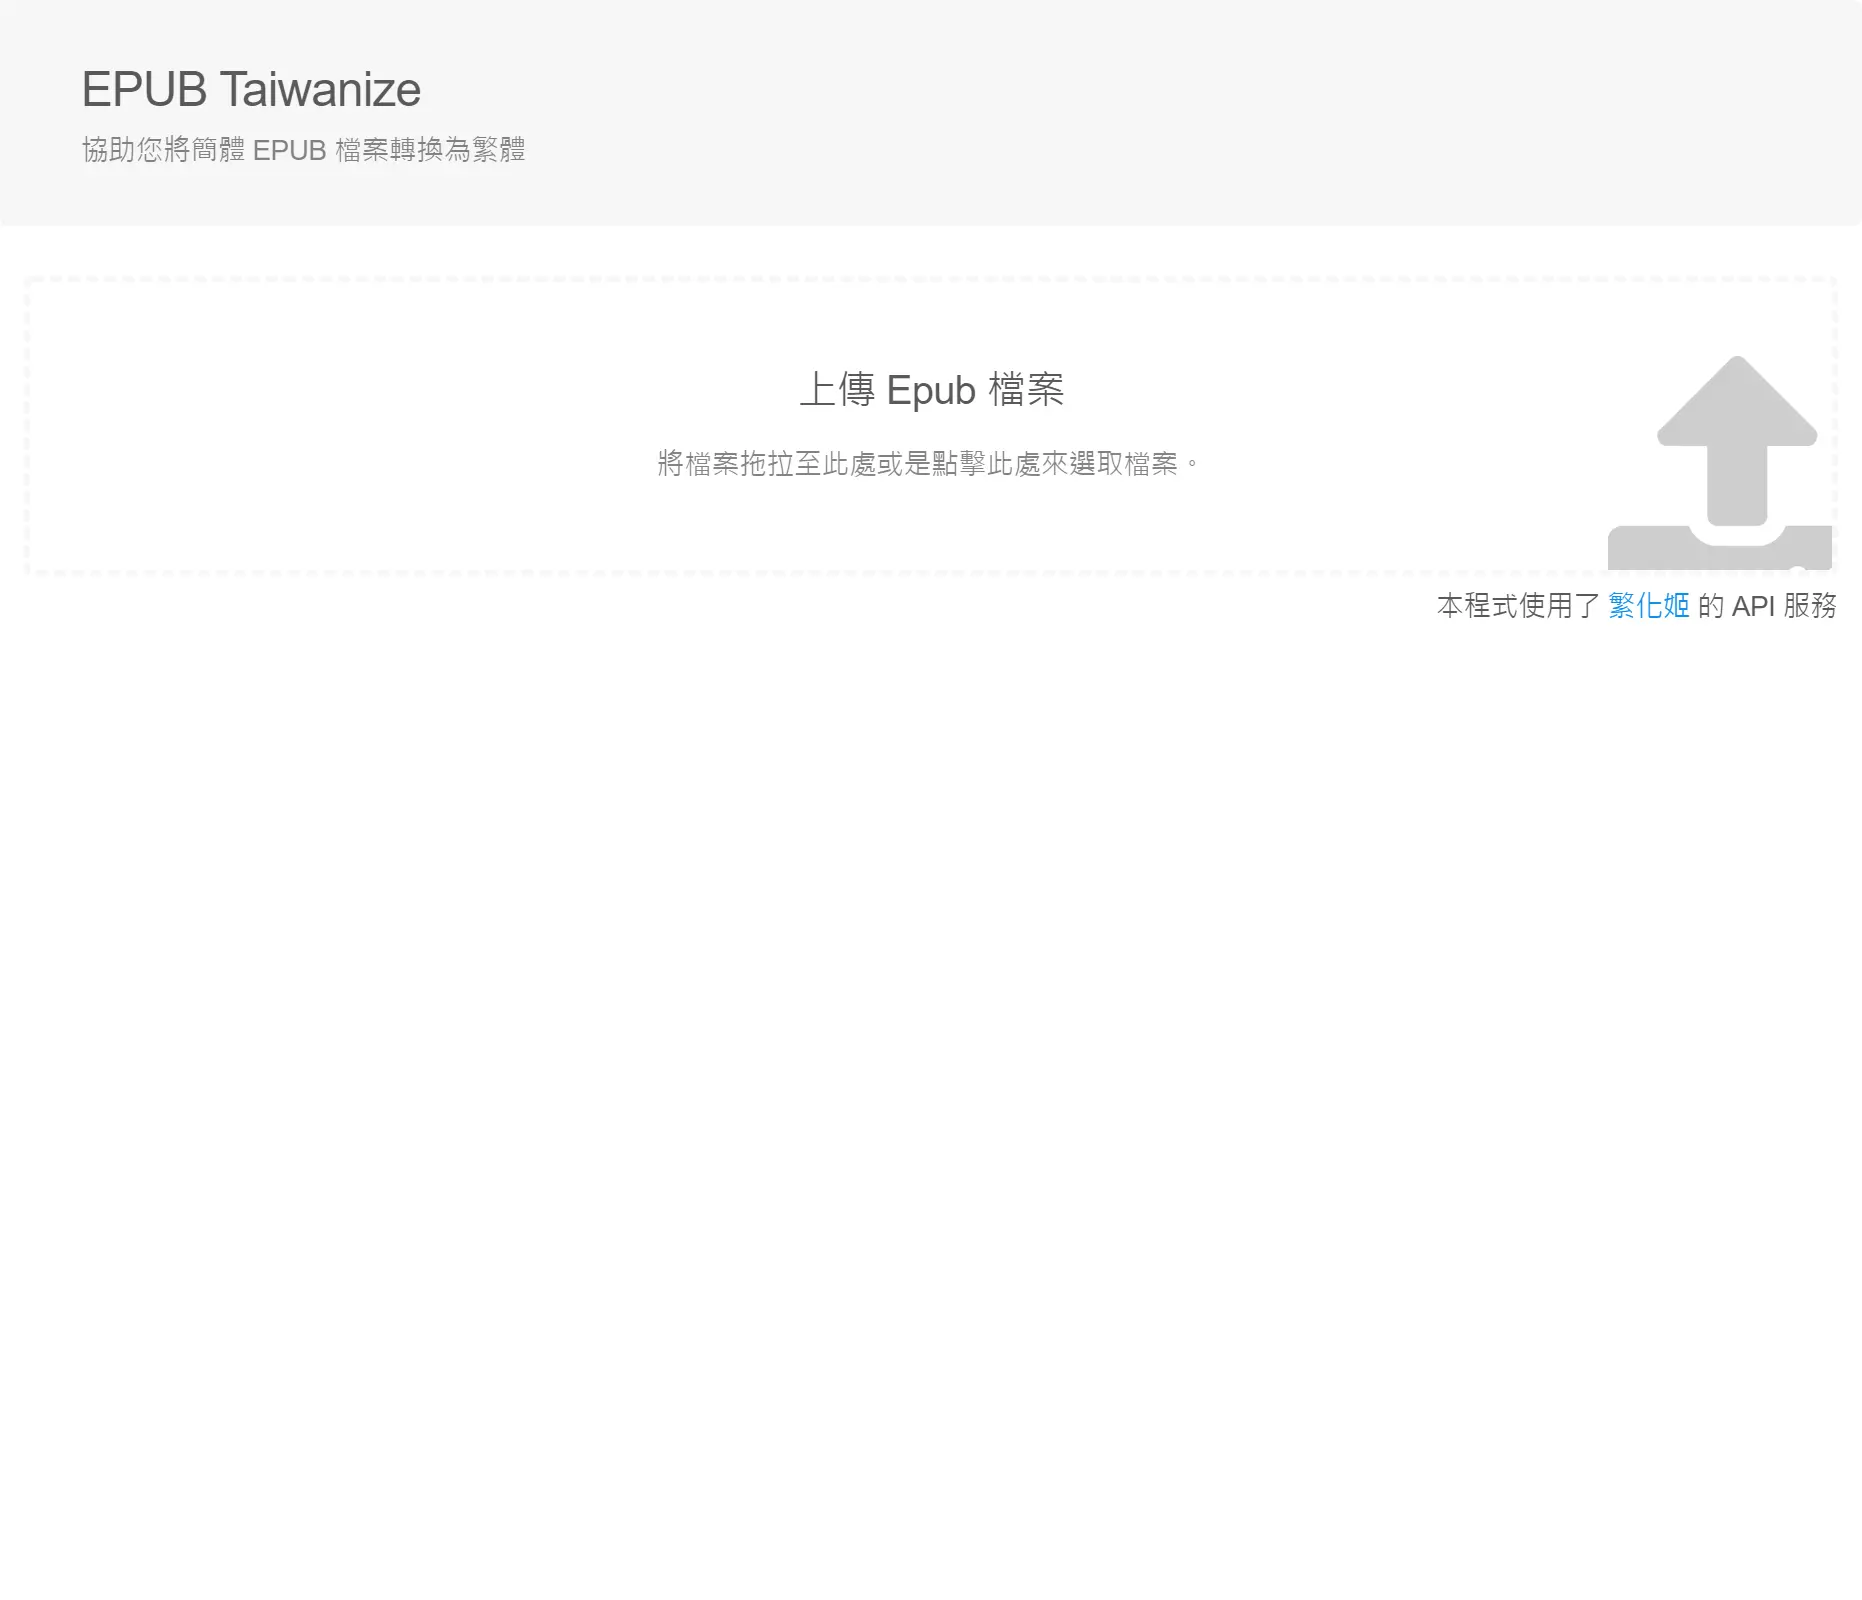 EPUB Taiwanize
協助您將簡體 EPUB 檔案轉換為繁體
上傳 Epub 檔案
將檔案拖拉至此處或是點擊此處來選取檔案。
本程式使用了 繁化姬 的 API 服務